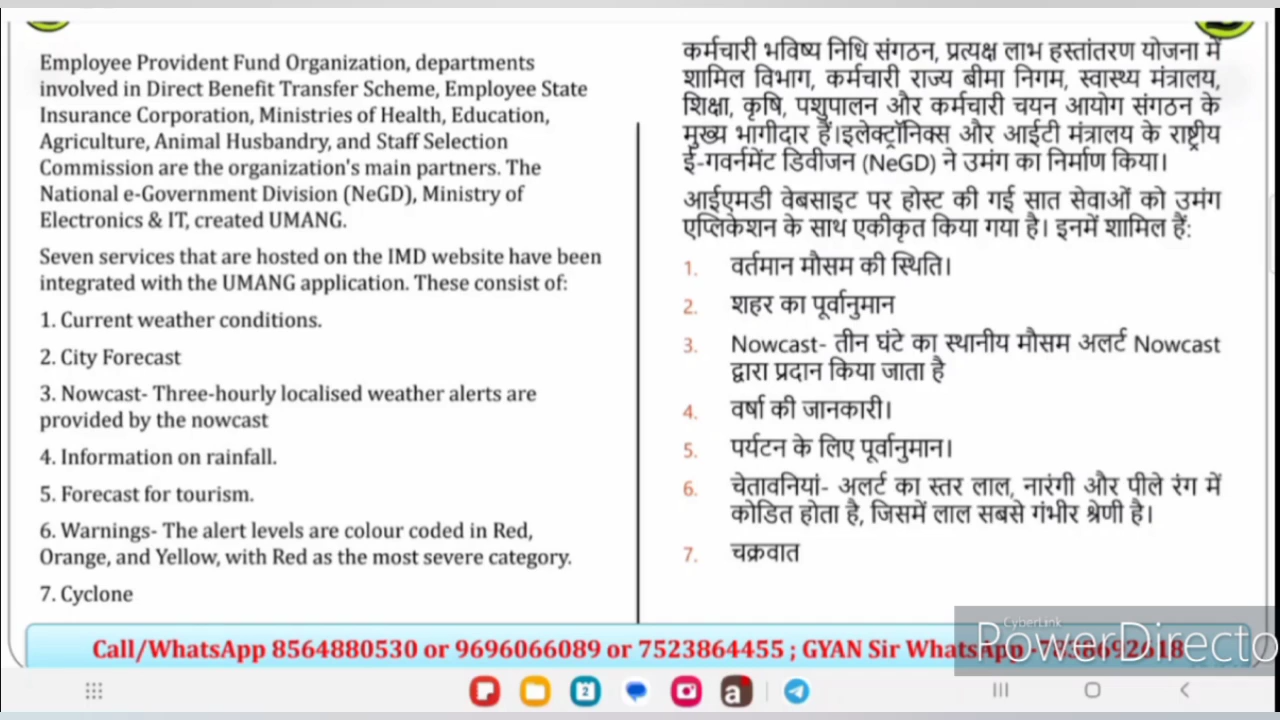 Employee Provident Fund Organization, departments
involved in Direct Benefit Transfer Scheme, Employee State
Insurance Corporation, Ministries of Health, Education,
Agriculture, Animal Husbandry, and Staff Selection
Commission are the organization's main partners. The
National e-Government Division (NeGD), Ministry of
Electronics & IT, created UMANG.
Seven services that are hosted on the IMD website have been
integrated with the UMANG application. These consist of:
1. Current weather conditions.
2. City Forecast
3. Nowcast- Three-hourly localised weather alerts are
provided by the nowcast
4. Information on rainfall.
5. Forecast for tourism.
6. Warnings- The alert levels are colour coded in Red,
Orange, and Yellow, with Red as the most severe category.
7. Cyclone
कर्मचारी भविष्य निधि संगठन, प्रत्यक्ष लाभ हस्तांतरण योजना में
शामिल विभाग, कर्मचारी राज्य बीमा निगम, स्वास्थ्य मंत्रालय,
शिक्षा, कृषि, पशुपालन और कर्मचारी चयन आयोग संगठन के
मुख्य भागीदार हैं।इलेक्ट्रॉनिक्स और आईटी मंत्रालय के राष्ट्रीय
ई-गवर्नमेंट डिवीजन (NeGD) ने उमंग का निर्माण किया।
आईएमडी वेबसाइट पर होस्ट की गई सात सेवाओं को उमंग
एप्लिकेशन के साथ एकीकृत किया गया है। इनमें शामिल हैं:
1. वर्तमान मौसम की स्थिति।
2. शहर का पूर्वानुमान
3. Nowcast- तीन घंटे का स्थानीय मौसम अलर्ट Nowcast
द्वारा प्रदान किया जाता है
4. वर्षा की जानकारी।
5. पर्यटन के लिए पूर्वानुमान।
6. चेतावनियां- अलर्ट का स्तर लाल, नारंगी और पीले रंग में
कोडित होता है, जिसमें लाल सबसे गंभीर श्रेणी है।
7. चक्रवात
Call/WhatsApp 8564880530 or 9696066089 or 7523864455 ; GYAN Sir WhatsApp
CyberLink
PowerDirecto
2
a